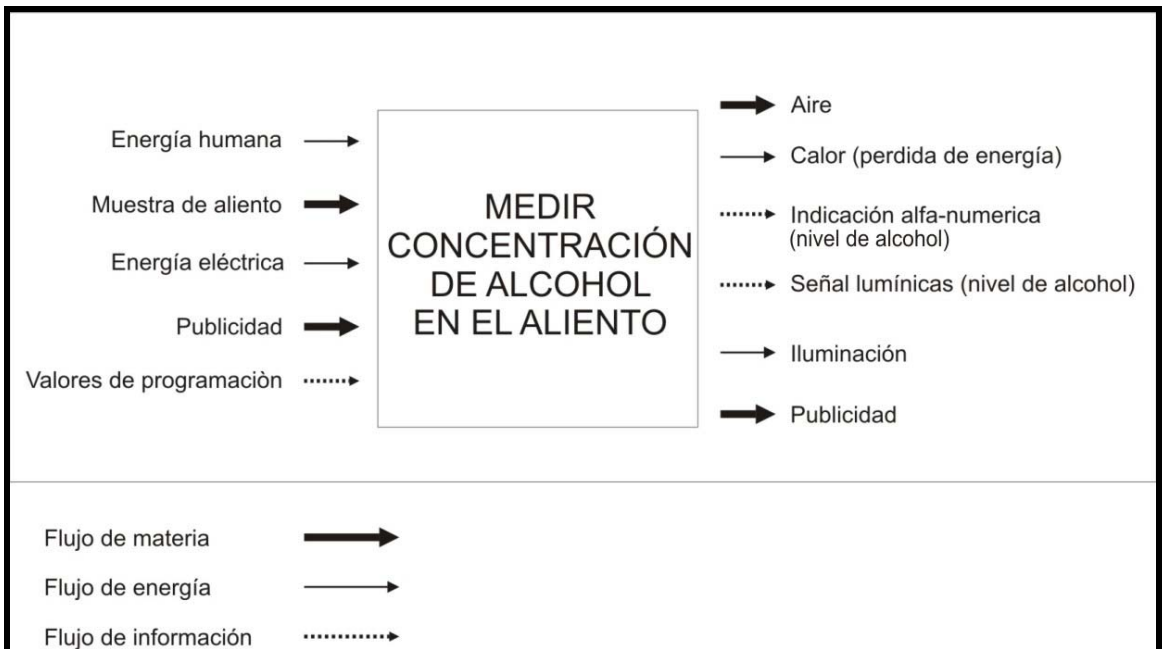 Energía humana
Muestra de aliento
Energía eléctrica
Publicidad
Valores de programaciòn
MEDIR
CONCENTRACIÓN
DE ALCOHOL
EN EL ALIENTO
Aire
Calor (perdida de energía)
Indicación alfa-numerica
(nivel de alcohol)
Señal lumínicas (nivel de alcohol)
Iluminación
Publicidad
Flujo de materia
Flujo de energía
Flujo de información